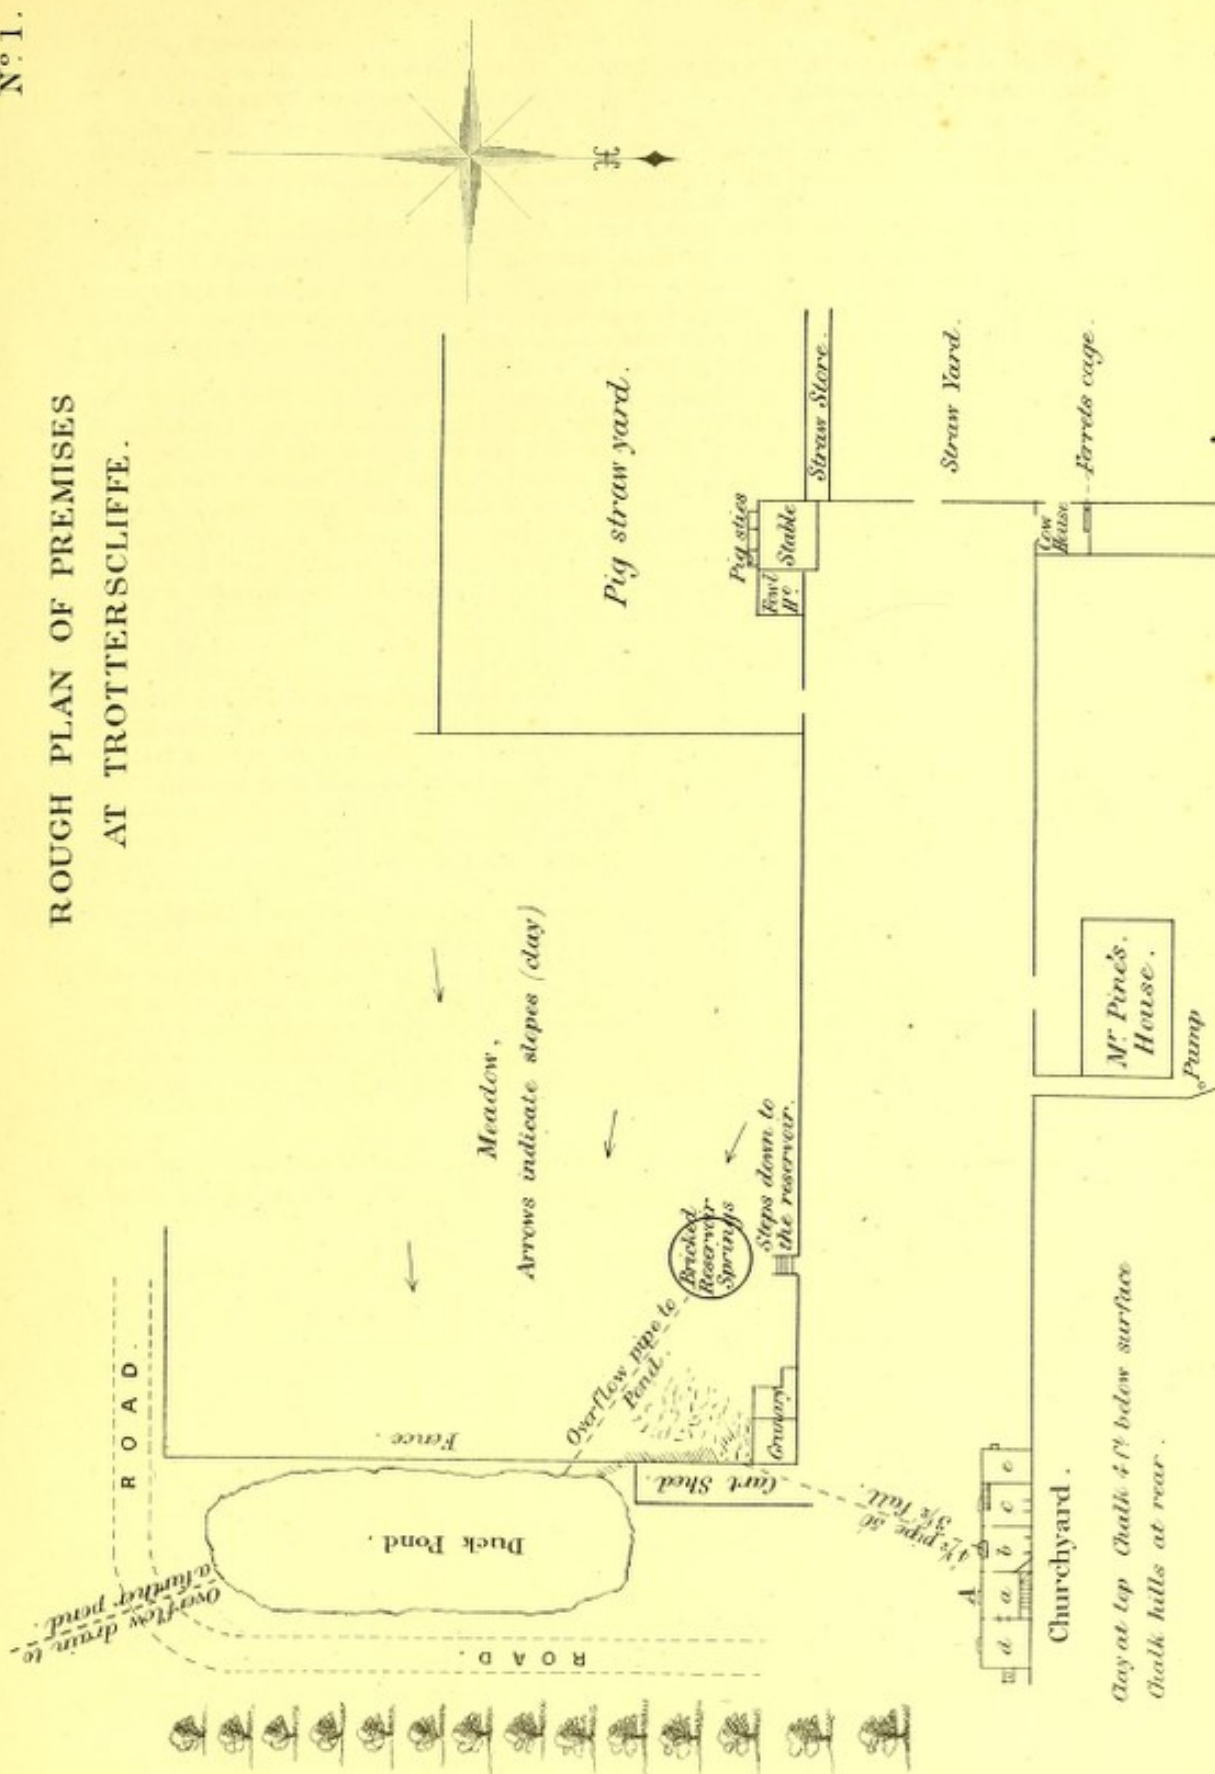 Nº 1.
ROUGH PLAN OF PREMISES
AT TROTTERSCLIFFE.
ROAD.
Overflow drain to
a further pond.
ROAD.
Fence.
Duck Pond.
Cart Shed.
Overflow pipe to
Pond.
Granary
Meadow,
Arrows indicate slopes (clay)
Bricked
Reservoir
Springs
Steps down to
the reservoir.
Pig straw yard.
Pig sties
Fowl
Hº
Stable
Straw Store.
Straw Yard.
Cow
House
Ferrets cage.
Mr Pine's
House.
Pump
4½ pipe
3½ Fall.
A
d a b c e
Churchyard.
Clay at top Chalk 4 ft below surface
Chalk hills at rear.